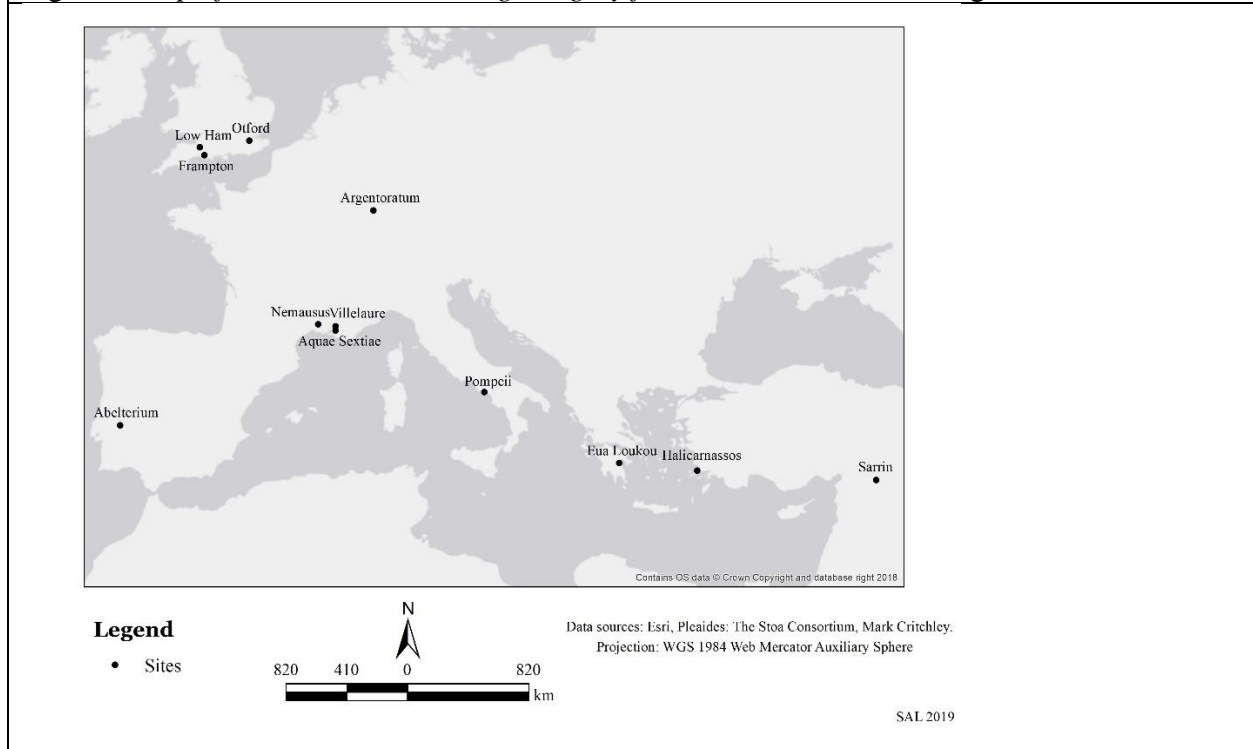 Otford
Low Ham
Frampton
Argentoratum
Nemausus Villelaure
Aquae Sextiae
Pompeii
Abelterium
Eua Loukou Halicarnassos
Sarrin
Contains OS data © Crown Copyright and database right 2018
Legend
Sites
N
820 410 0 820
km
Data sources: Esri, Pleaides: The Stoa Consortium, Mark Critchley.
Projection: WGS 1984 Web Mercator Auxiliary Sphere
SAL 2019